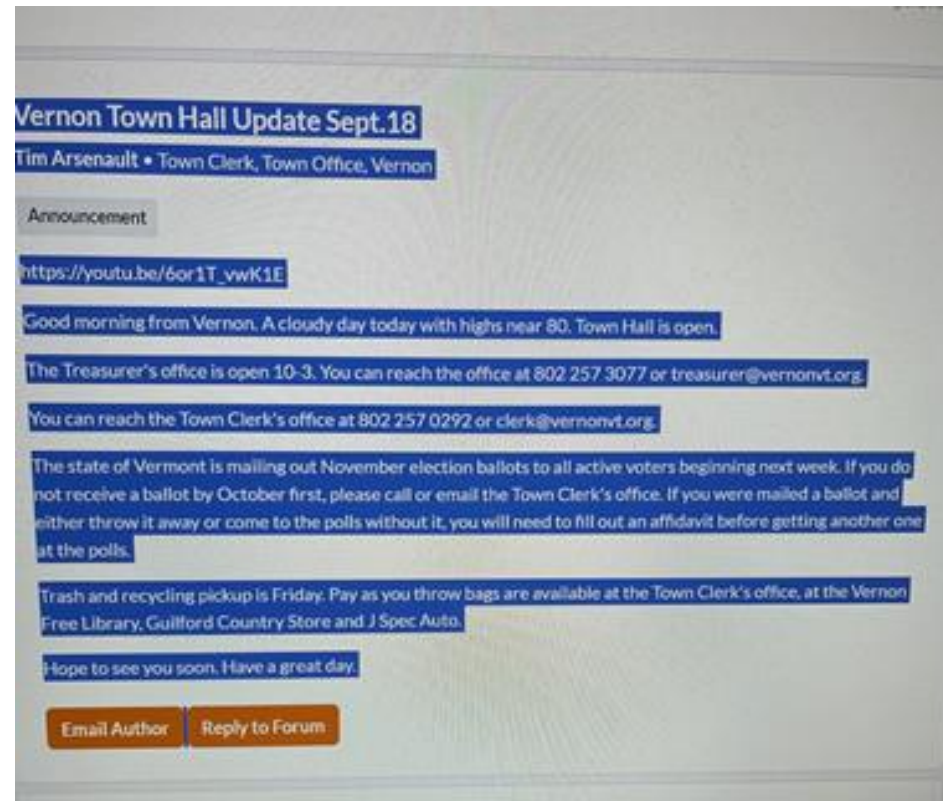 Vernon Town Hall Update Sept.18
Tim Arsenault • Town Clerk, Town Office, Vernon
Announcement
https://youtu.be/6or1T_vwK1E
Good morning from Vernon. A cloudy day today with highs near 80. Town Hall is open.
The Treasurer's office is open 10-3. You can reach the office at 802 257 3077 or treasurer@vernonvt.org.
You can reach the Town Clerk's office at 802 257 0292 or clerk@vernonvt.org.
The state of Vermont is mailing out November election ballots to all active voters beginning next week. If you do
not receive a ballot by October first, please call or email the Town Clerk's office. If you were mailed a ballot and
either throw it away or come to the polls without it, you will need to fill out an affidavit before getting another one
at the polls.
Trash and recycling pickup is Friday. Pay as you throw bags are available at the Town Clerk's office, at the Vernon
Free Library, Guilford Country Store and J Spec Auto.
Hope to see you soon. Have a great day.
Email Author Reply to Forum